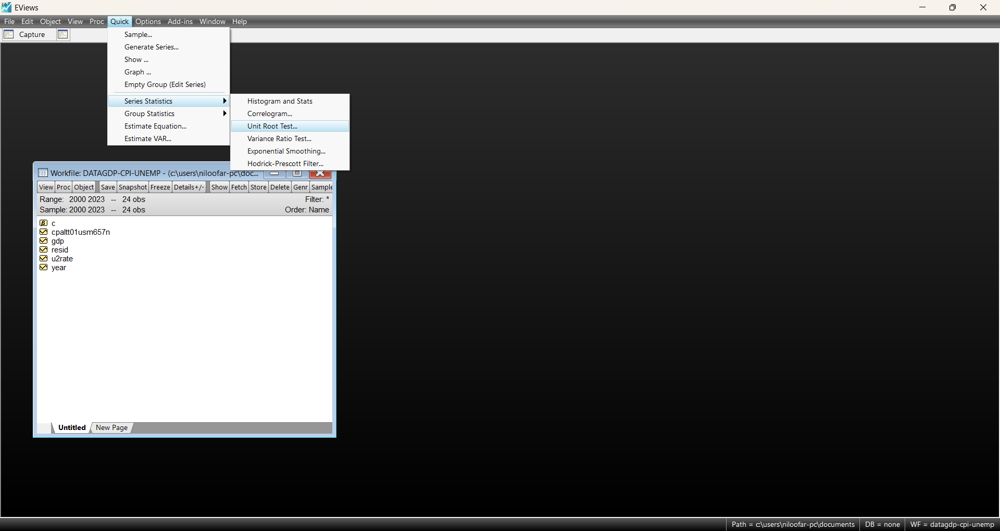 10 EViews
File Edit Object View Proc Quick Options Add-ins Window Help
Capture
Sample...
Generate Series...
Show ...
Graph ...
Empty Group (Edit Series)
Series Statistics
Group Statistics
Estimate Equation...
Estimate VAR...
Histogram and Stats
Correlogram...
Unit Root Test...
Variance Ratio Test...
Exponential Smoothing...
Hodrick-Prescott Filter...
Workfile: DATAGDP-CPI-UNEMP - (c:\users\niloofar-pc\doc...
View Proc Object Save Snapshot Freeze Details+/- Show Fetch Store Delete Genr Sample
Range: 2000 2023 -- 24 obs Filter: *
Sample: 2000 2023 -- 24 obs Order: Name
β c
cpaltt01usm657n
gdp
resid
u2rate
year
Untitled New Page
Path = c:\users\niloofar-pc\documents DB = none WF = datagdp-cpi-unemp